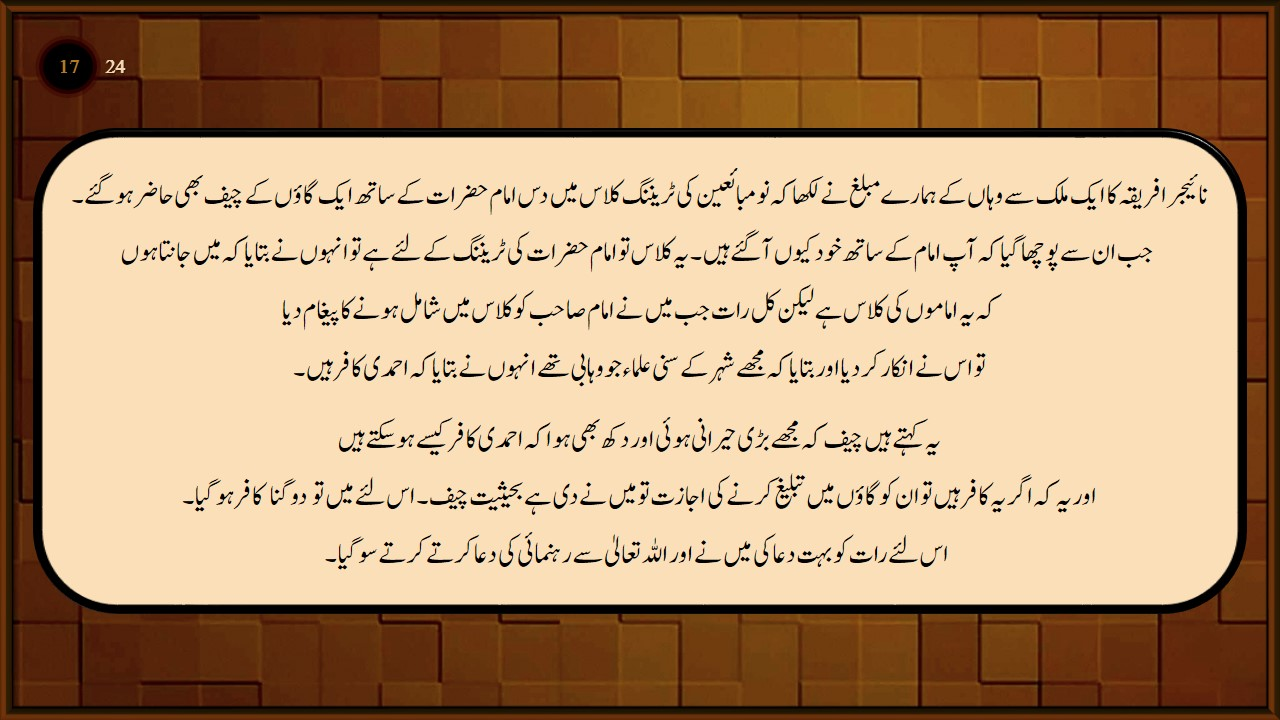 17 24
نائیجر افریقہ کا ایک ملک سے وہاں کے ہمارے مبلغ نے لکھا کہ نو مبائعین کی ٹریننگ کلاس میں دس امام حضرات کے ساتھ ایک گاؤں کے چیف بھی حاضر ہو گئے۔
جب ان سے پوچھا گیا کہ آپ امام کے ساتھ خود کیوں آ گئے ہیں۔ یہ کلاس تو امام حضرات کی ٹریننگ کے لئے ہے تو انہوں نے بتایا کہ میں جانتا ہوں
کہ یہ اماموں کی کلاس ہے لیکن کل رات جب میں نے امام صاحب کو کلاس میں شامل ہونے کا پیغام دیا
تو اس نے انکار کر دیا اور بتایا کہ مجھے شہر کے سنی علماء جو وہابی تھے انہوں نے بتایا کہ احمدی کافر ہیں۔
یہ کہتے ہیں چیف کہ مجھے بڑی حیرانی ہوئی اور دکھ بھی ہوا کہ احمدی کافر کیسے ہو سکتے ہیں
اور یہ کہ اگر یہ کافر ہیں تو ان کو گاؤں میں تبلیغ کرنے کی اجازت تو میں نے دی ہے بحیثیت چیف۔ اس لئے میں تو دو گنا کافر ہو گیا۔
اس لئے رات کو بہت دعا کی میں نے اور اللہ تعالیٰ سے رہنمائی کی دعا کرتے کرتے سو گیا۔